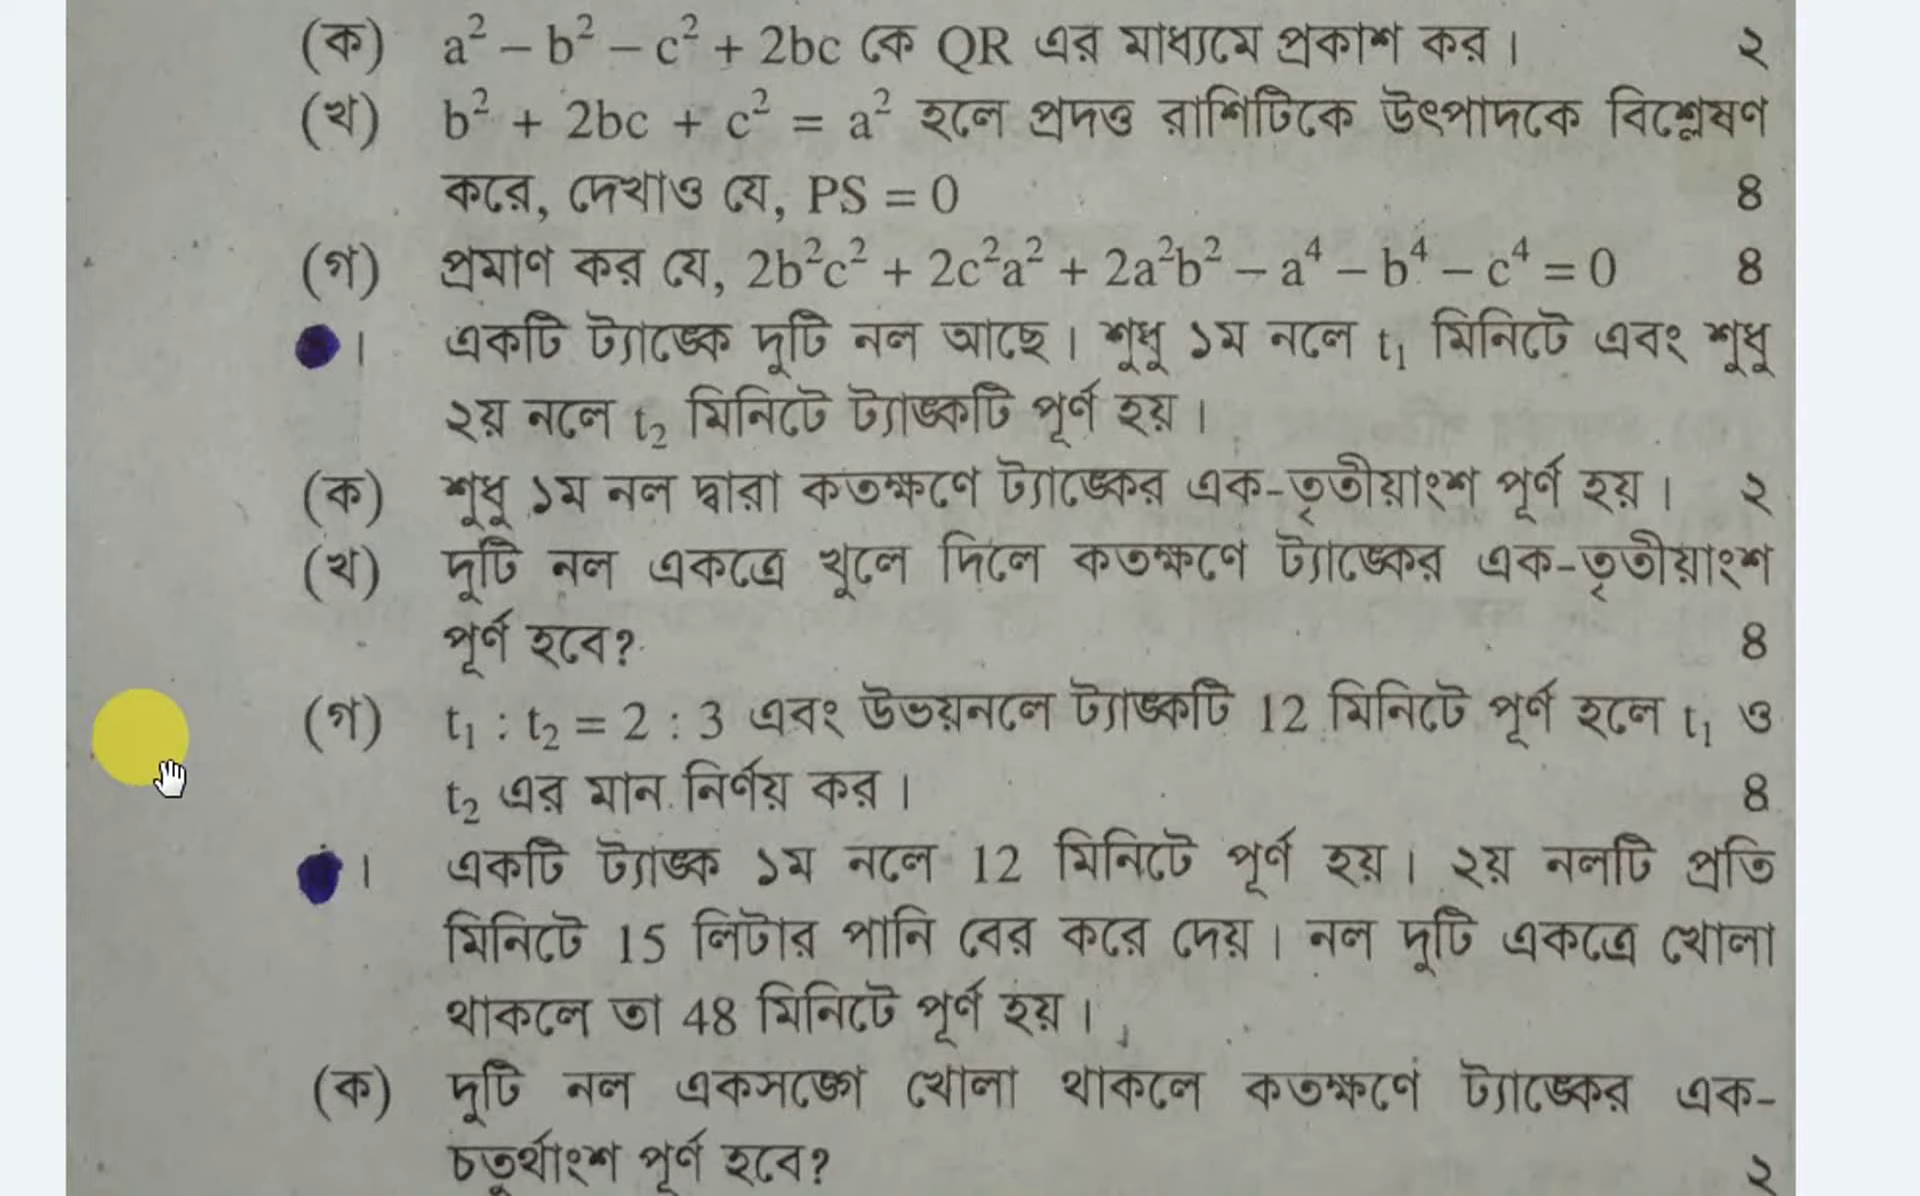 (ক) a² – b² – c² + 2bc কে QR এর মাধ্যমে প্রকাশ কর। ২
(খ) b² + 2bc + c² = a² হলে প্রদত্ত রাশিটিকে উৎপাদকে বিশ্লেষণ
করে, দেখাও যে, PS = 0 ৪
(গ) প্রমাণ কর যে, 2b²c² + 2c²a² + 2a²b² – a⁴ – b⁴ – c⁴ = 0 ৪
। একটি ট্যাঙ্কে দুটি নল আছে। শুধু ১ম নলে t₁ মিনিটে এবং শুধু
২য় নলে t₂ মিনিটে ট্যাঙ্কটি পূর্ণ হয়।
(ক) শুধু ১ম নল দ্বারা কতক্ষণে ট্যাঙ্কের এক-তৃতীয়াংশ পূর্ণ হয়। ২
(খ) দুটি নল একত্রে খুলে দিলে কতক্ষণে ট্যাঙ্কের এক-তৃতীয়াংশ
পূর্ণ হবে? ৪
(গ) t₁ : t₂ = 2 : 3 এবং উভয়নলে ট্যাঙ্কটি 12 মিনিটে পূর্ণ হলে t₁ ও
t₂ এর মান নির্ণয় কর। ৪
। একটি ট্যাঙ্ক ১ম নলে 12 মিনিটে পূর্ণ হয়। ২য় নলটি প্রতি
মিনিটে 15 লিটার পানি বের করে দেয়। নল দুটি একত্রে খোলা
থাকলে তা 48 মিনিটে পূর্ণ হয়।
(ক) দুটি নল একসঙ্গে খোলা থাকলে কতক্ষণে ট্যাঙ্কের এক-
চতুর্থাংশ পূর্ণ হবে? ২